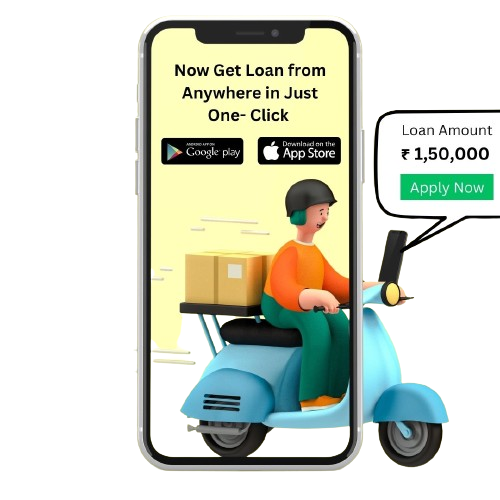 Now Get Loan from
Anywhere in Just
One- Click
ANDROID APP ON
Google play
Download on the
App Store
Loan Amount
₹ 1,50,000
Apply Now